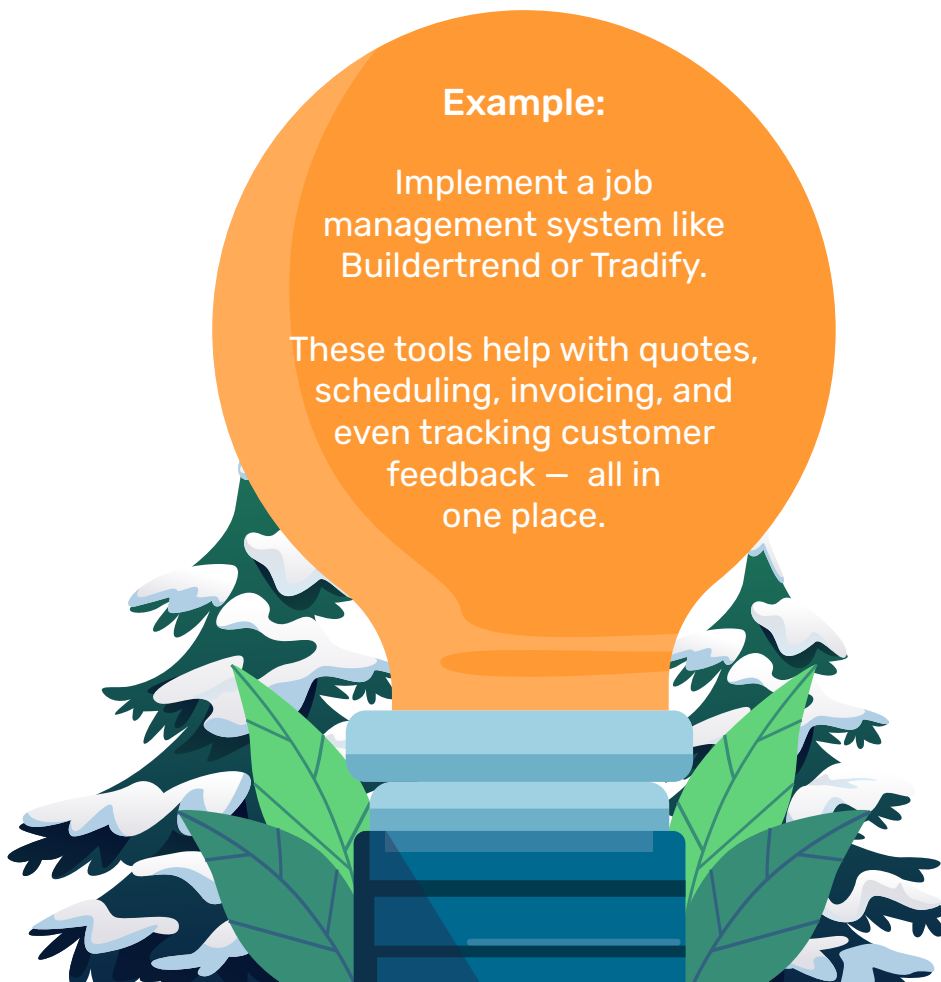 Example:
Implement a job
management system like
Buildertrend or Tradify.
These tools help with quotes,
scheduling, invoicing, and
even tracking customer
feedback —  all in
one place.